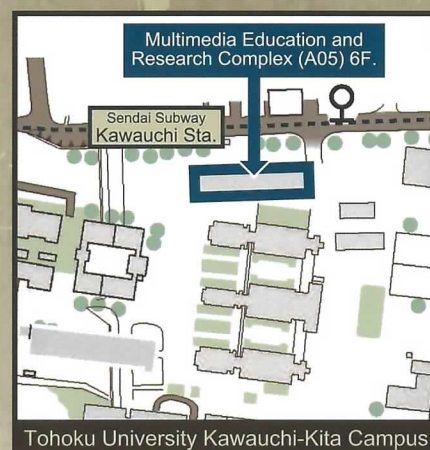 Multimedia Education and
Research Complex (A05) 6F.
Sendai Subway
Kawauchi Sta.
Tohoku University Kawauchi-Kita Campus